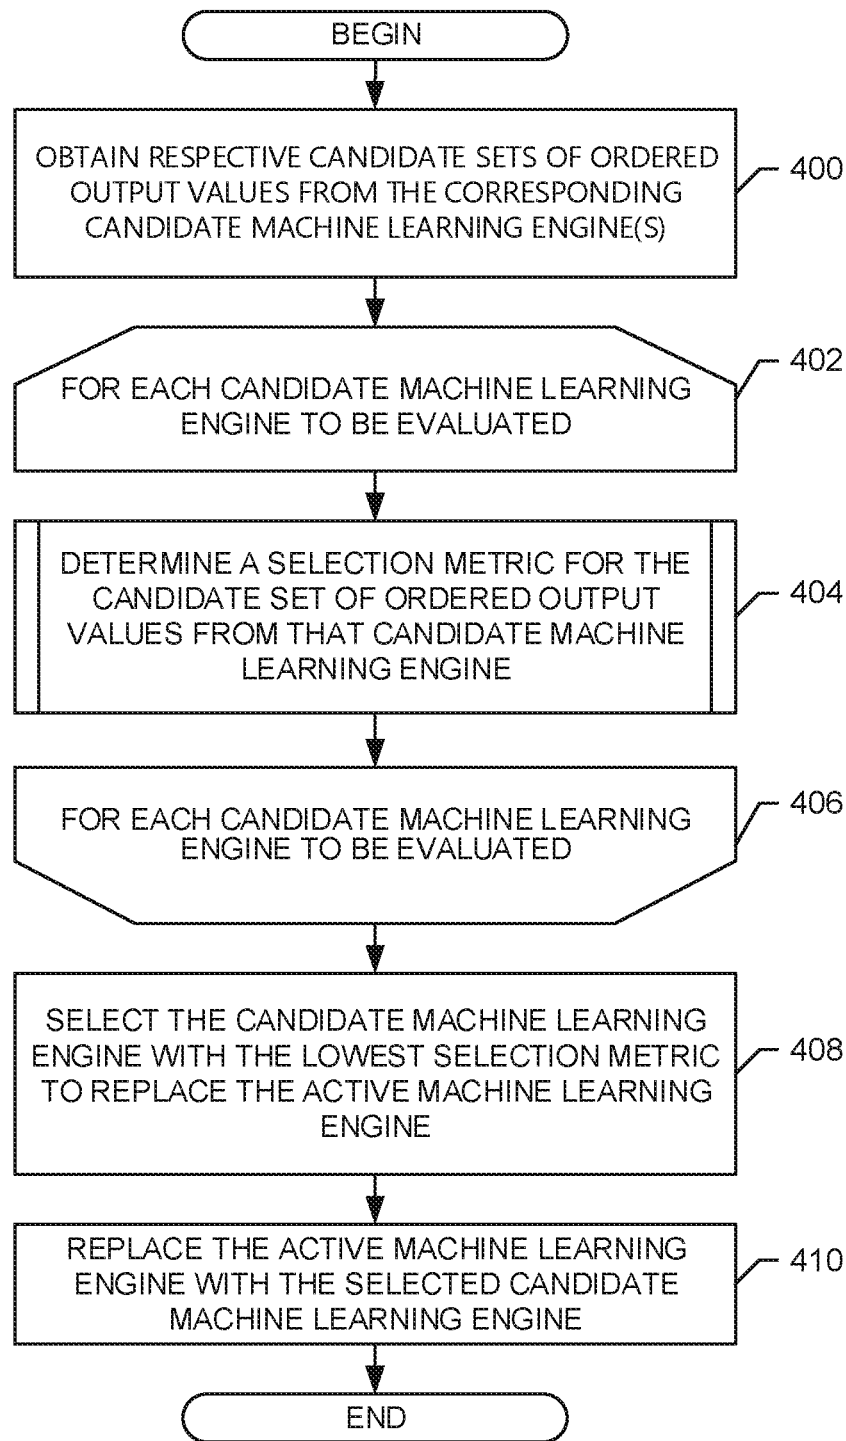 BEGIN
OBTAIN RESPECTIVE CANDIDATE SETS OF ORDERED
OUTPUT VALUES FROM THE CORRESPONDING
CANDIDATE MACHINE LEARNING ENGINE(S)
400
FOR EACH CANDIDATE MACHINE LEARNING
ENGINE TO BE EVALUATED
402
DETERMINE A SELECTION METRIC FOR THE
CANDIDATE SET OF ORDERED OUTPUT
VALUES FROM THAT CANDIDATE MACHINE
LEARNING ENGINE
404
FOR EACH CANDIDATE MACHINE LEARNING
ENGINE TO BE EVALUATED
406
SELECT THE CANDIDATE MACHINE LEARNING
ENGINE WITH THE LOWEST SELECTION METRIC
TO REPLACE THE ACTIVE MACHINE LEARNING
ENGINE
408
REPLACE THE ACTIVE MACHINE LEARNING
ENGINE WITH THE SELECTED CANDIDATE
MACHINE LEARNING ENGINE
410
END